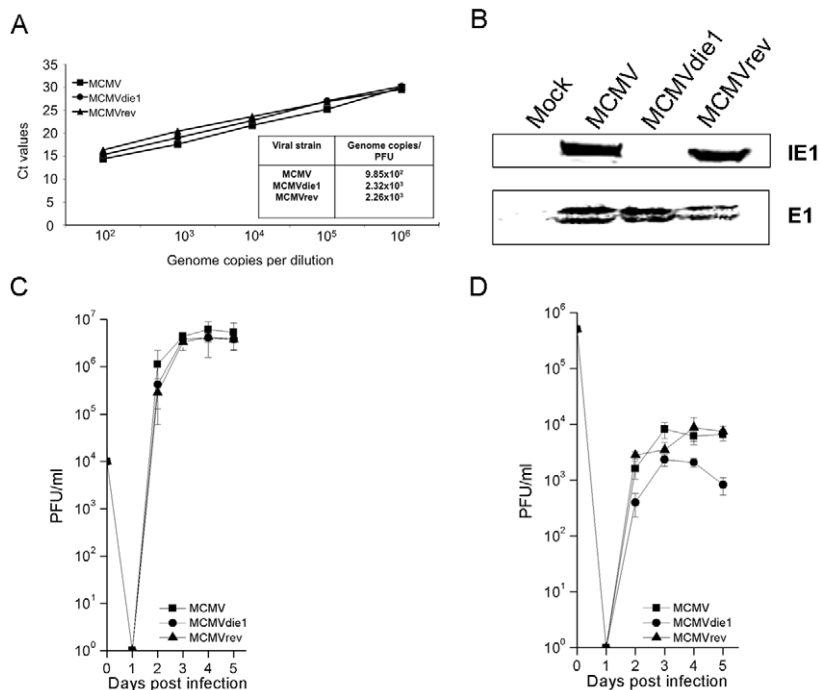 A
35
30
25
20
15
10
5
0
Ct values
MCMV
MCMVdie1
MCMVrev
Viral strain Genome copies/ PFU
MCMV 9.85x10²
MCMVdie1 2.32x10³
MCMVrev 2.26x10³
10² 10³ 10⁴ 10⁵ 10⁶
Genome copies per dilution
B
Mock MCMV MCMVdie1 MCMVrev
IE1
E1
C
10⁷
10⁶
10⁵
10⁴
10³
10²
10¹
10⁰
PFU/ml
MCMV
MCMVdie1
MCMVrev
0 1 2 3 4 5
Days post infection
D
10⁶
10⁵
10⁴
10³
10²
10¹
10⁰
PFU/ml
MCMV
MCMVdie1
MCMVrev
0 1 2 3 4 5
Days post infection